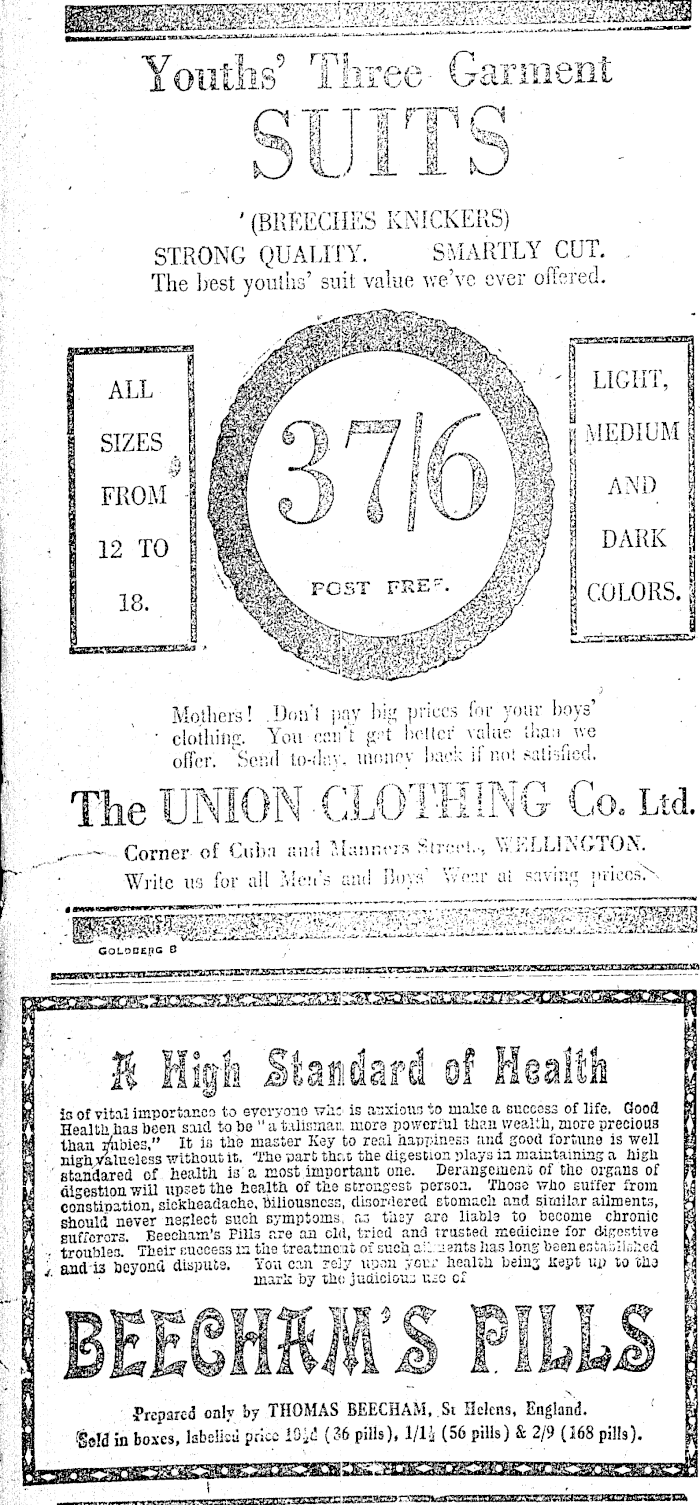 Youths' Three Garment
SUITS
(BREECHES KNICKERS)
STRONG QUALITY. SMARTLY CUT.
The best youths' suit value we've ever offered.
ALL
SIZES
FROM
12 TO
18.
37/6
POST FREE.
LIGHT,
MEDIUM
AND
DARK
COLORS.
Mothers! Don't pay big prices for your boys'
clothing. You can't get better value than we
offer. Send to-day, money back if not satisfied.
The UNION CLOTHING Co. Ltd.
Corner of Cuba and Manners Streets, WELLINGTON.
Write us for all Men's and Boys' Wear at saving prices.
GOLDBERG 8
A High Standard of Health
is of vital importance to everyone who is anxious to make a success of life. Good
Health has been said to be "a talisman more powerful than wealth, more precious
than rubies," It is the master Key to real happiness and good fortune is well
nigh valueless without it. The part that the digestion plays in maintaining a high
standared of health is a most important one. Derangement of the organs of
digestion will upset the health of the strongest person. Those who suffer from
constipation, sickheadache, biliousness, disordered stomach and similar ailments,
should never neglect such symptoms, as they are liable to become chronic
sufferers. Beecham's Pills are an old, tried and trusted medicine for digestive
troubles. Their success in the treatment of such ailments has long been established
and is beyond dispute. You can rely upon your health being kept up to the
mark by the judicious use of
BEECHAM'S PILLS
Prepared only by THOMAS BEECHAM, St Helens, England.
Sold in boxes, labelled price 10½d (36 pills), 1/1½ (56 pills) & 2/9 (168 pills).